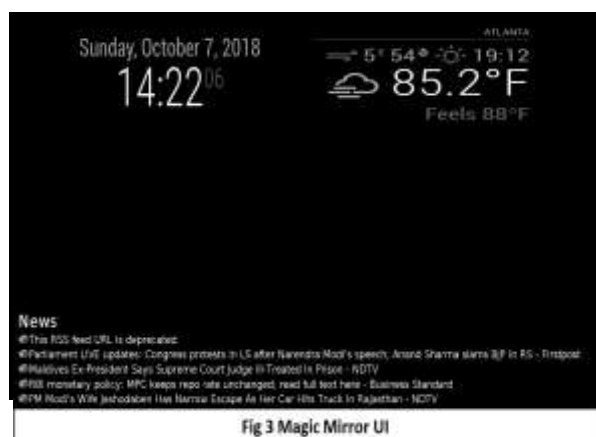 Sunday, October 7, 2018
14:22 06
ATLANTA
5 54° 19:12
85.2°F
Feels 88°F
News
This RSS feed URL is deprecated
Parliament LIVE updates: Congress protests in LS after Narendra Modi's speech; Anand Sharma slams BJP in RS - Firstpost
Maldives Ex-President Says Supreme Court Judge Ill-Treated In Prison - NDTV
RBI monetary policy: MPC keeps repo rate unchanged; read full text here - Business Standard
PM Modi's Wife Jashodaben Has Narrow Escape As Her Car Hits Truck In Rajasthan - NDTV
Fig 3 Magic Mirror UI